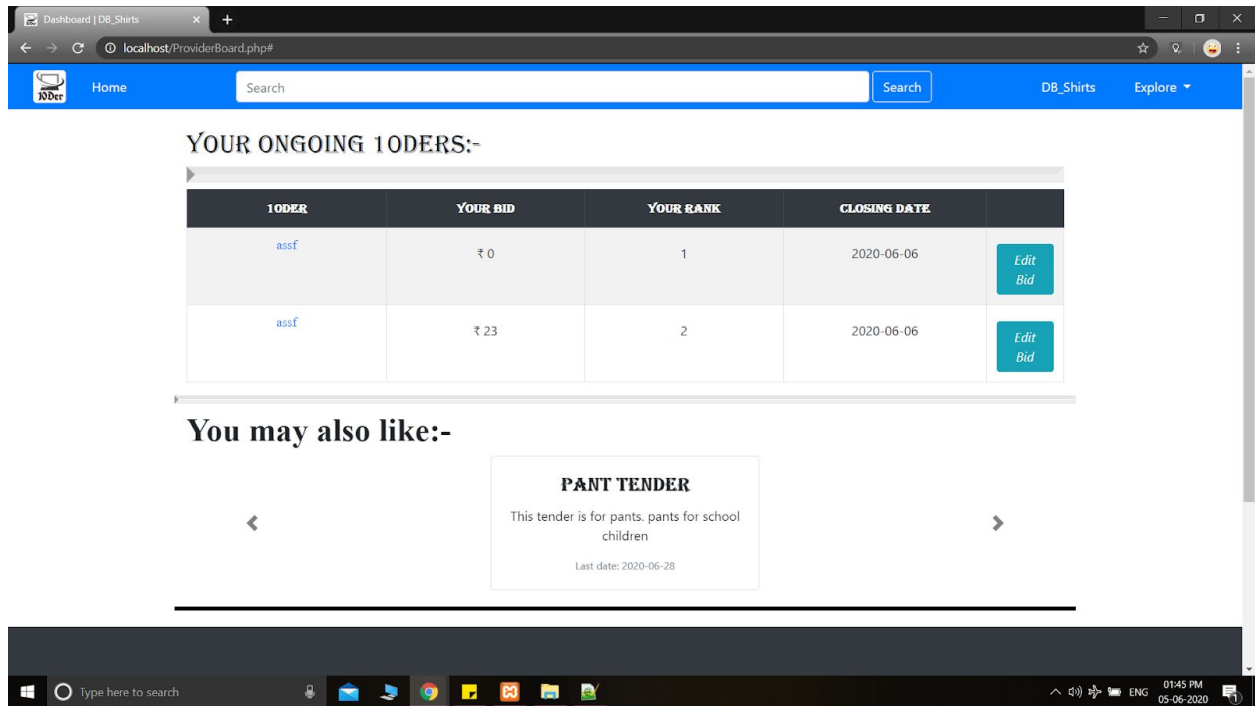 Dashboard | DB_Shirts
localhost/ProviderBoard.php#
10Der
Home
Search
Search
DB_Shirts
Explore
YOUR ONGOING 10DERS:-
10DER YOUR BID YOUR RANK CLOSING DATE
assf ₹ 0 1 2020-06-06 Edit
Bid
assf ₹ 23 2 2020-06-06 Edit
Bid
You may also like:-
PANT TENDER
This tender is for pants. pants for school
children
Last date: 2020-06-28
Type here to search
ENG
01:45 PM
05-06-2020
1